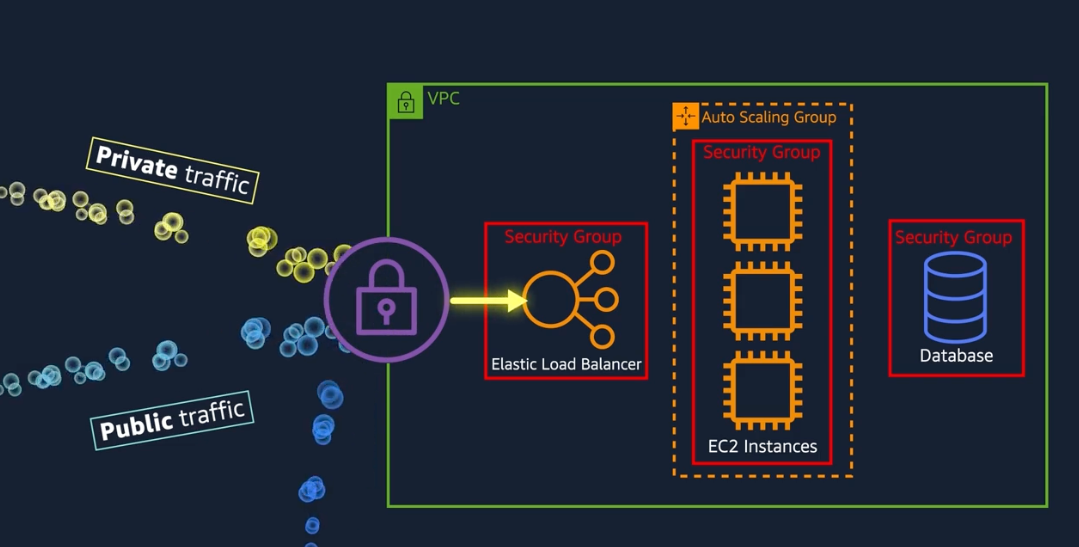 VPC
Auto Scaling Group
Private traffic
Security Group
Security Group
Security Group
Elastic Load Balancer
Database
Public traffic
EC2 Instances